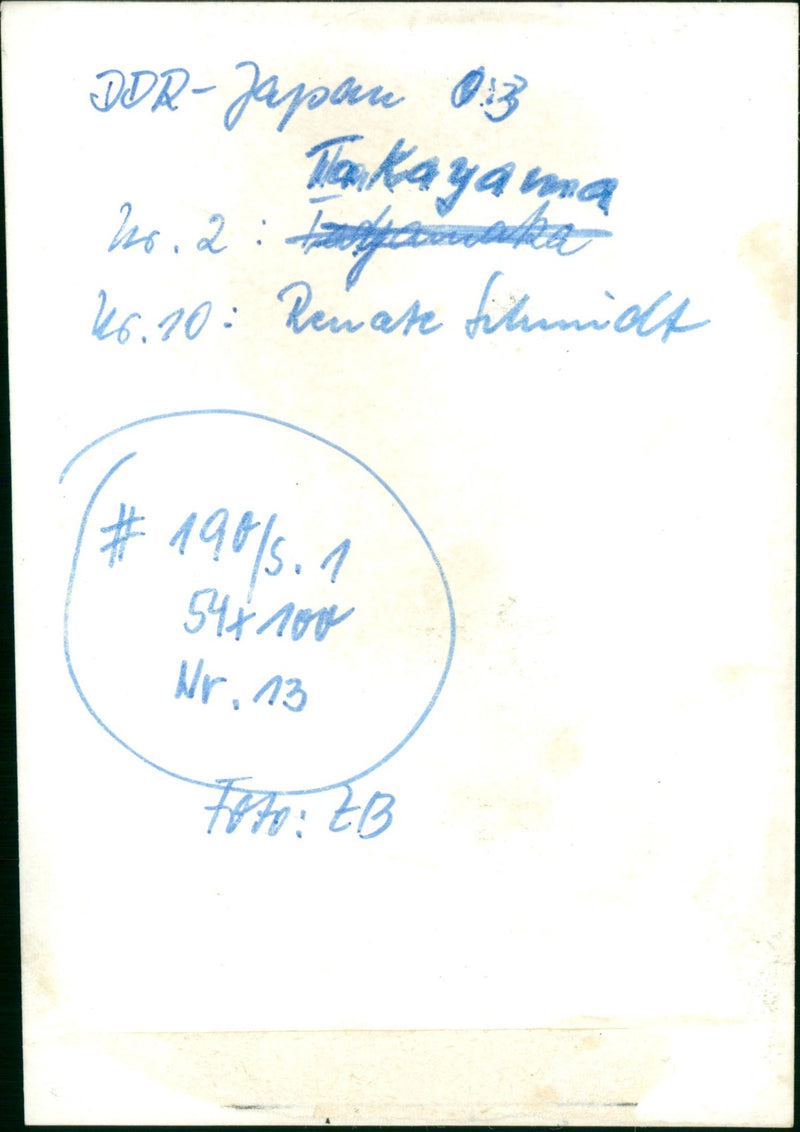 DDR-Japan 0:3
Takayama
Nr. 2:
Nr. 10: Renate Schmidt
# 190/S. 1
54x100
Nr. 13
Foto: ZB